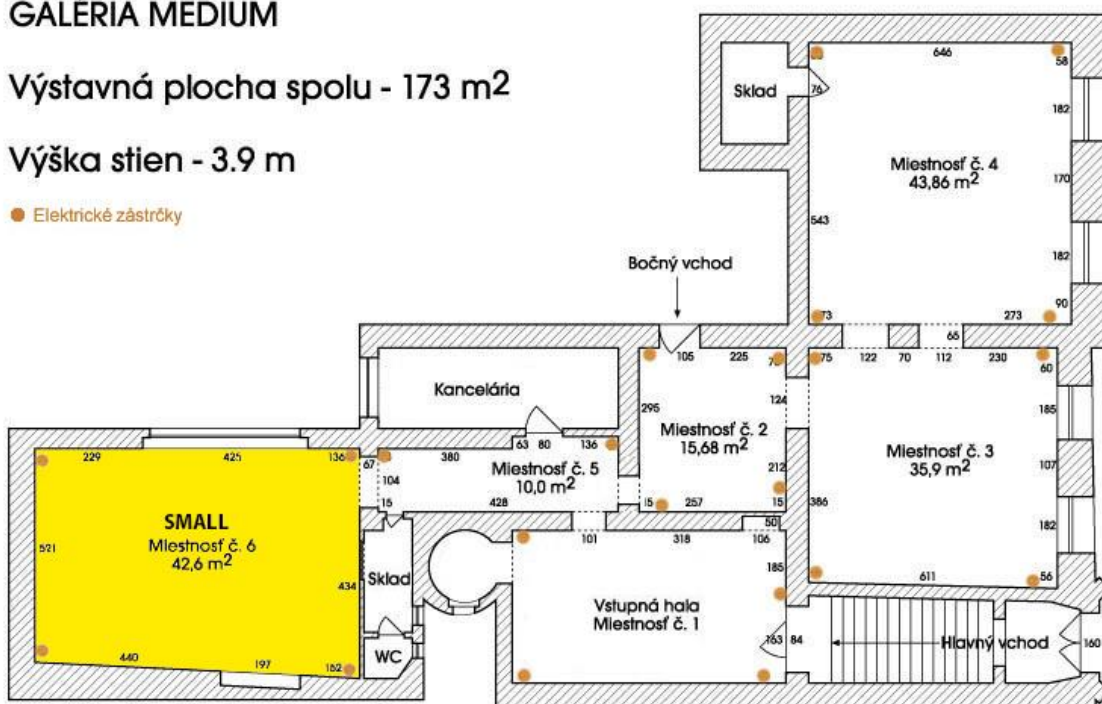 GALÉRIA MEDIUM
Výstavná plocha spolu - 173 m2
Výška stien - 3.9 m
Elektrické zástrčky
646
58
Sklad
76
182
Miestnosť č. 4
43,86 m2
170
543
182
Bočný vchod
90
73
273
65
105
225
75
122
70
112
230
60
Kancelária
295
124
185
Miestnosť č. 2
15,68 m2
Miestnosť č. 3
35,9 m2
107
63
80
136
229
425
136
67
380
Miestnosť č. 5
10,0 m2
212
104
15
428
15
257
15
386
182
SMALL
Miestnosť č. 6
42,6 m2
50
101
318
106
521
434
Sklad
185
611
56
Vstupná hala
Miestnosť č. 1
163
84
Hlavný vchod
160
440
197
152
WC